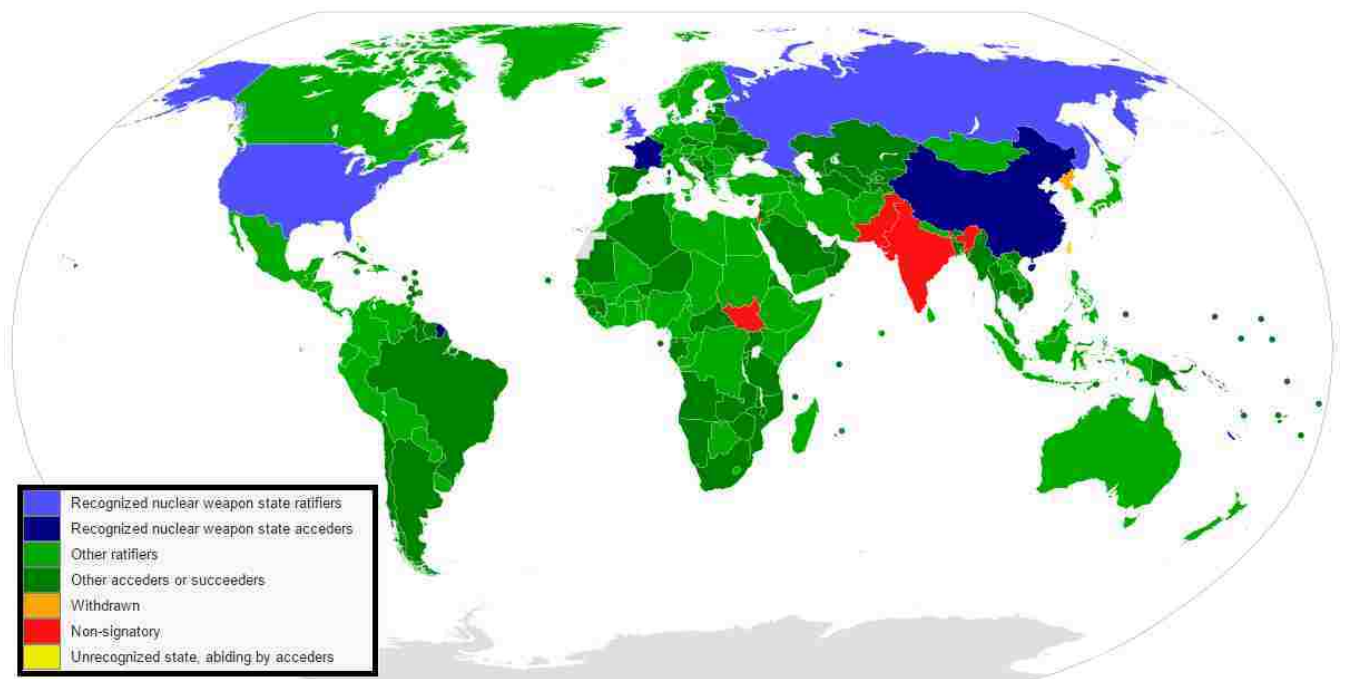 Recognized nuclear weapon state ratifiers
Recognized nuclear weapon state acceders
Other ratifiers
Other acceders or succeeders
Withdrawn
Non-signatory
Unrecognized state, abiding by acceders